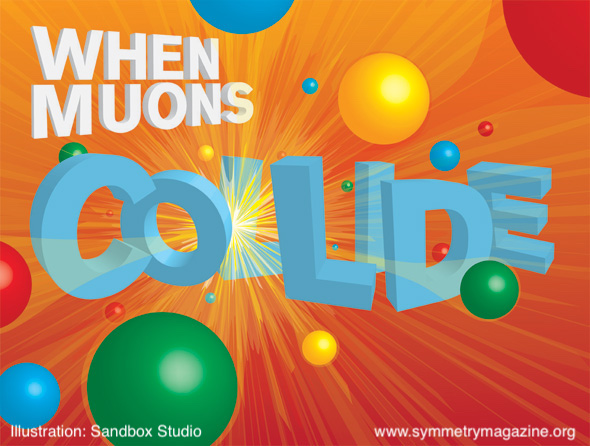 WHEN
MUONS
COLLIDE
Illustration: Sandbox Studio
www.symmetrymagazine.org